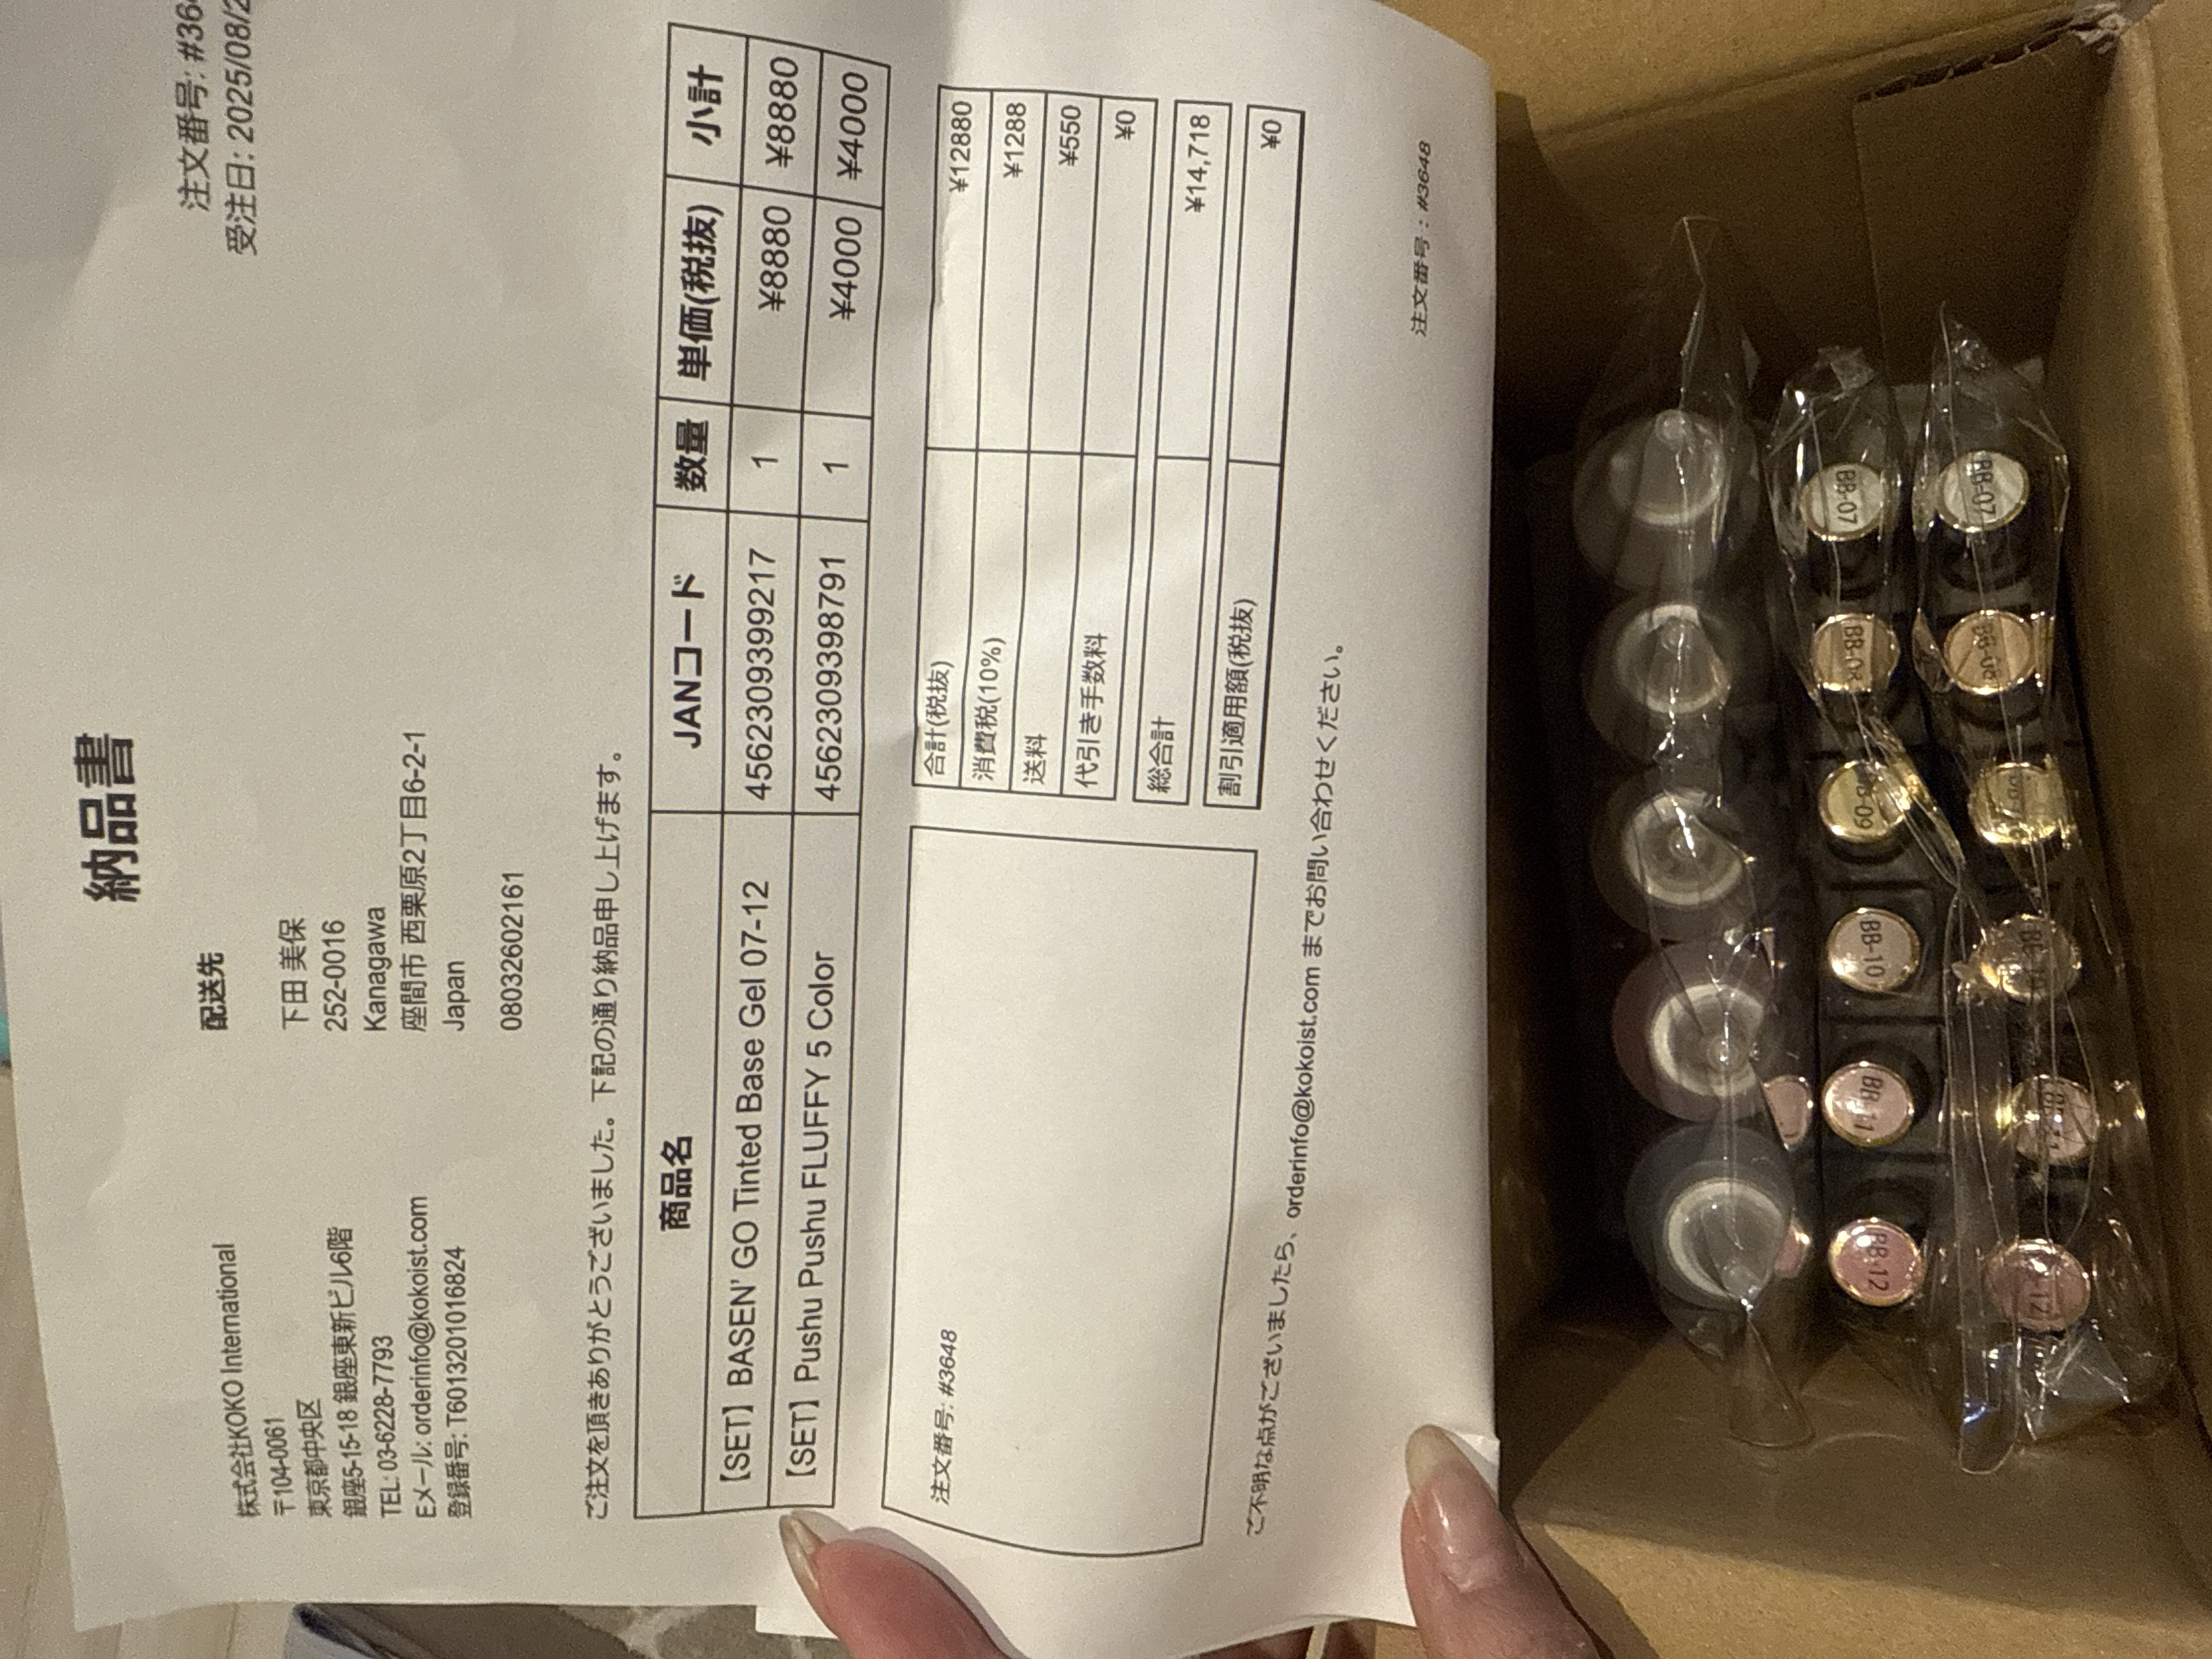 納品書
注文番号: #364
受注日: 2025/08/2
株式会社KOKO International
〒104-0061
東京都中央区
銀座5-15-18 銀座東新ビル6階
TEL: 03-6228-7793
Eメール: orderinfo@kokoist.com
登録番号: T6013201016824
配送先
下田 美保
252-0016
Kanagawa
座間市 西栗原2丁目6-2-1
Japan
08032602161
ご注文を頂きありがとうございました。下記の通り納品申し上げます。
商品名 JANコード 数量 単価(税抜) 小計
【SET】BASEN' GO Tinted Base Gel 07-12 4562309399217 1 ¥8880 ¥8880
【SET】Pushu Pushu FLUFFY 5 Color 4562309398791 1 ¥4000 ¥4000
合計(税抜) ¥12880
消費税(10%) ¥1288
送料 ¥550
代引き手数料 ¥0
総合計 ¥14,718
割引適用額(税抜) ¥0
注文番号: #3648
ご不明な点がございましたら、orderinfo@kokoist.com までお問い合わせください。
注文番号 : #3648
BB-07
BB-08
BB-09
BB-10
BB-11
BB-12
BB-07
BB-08